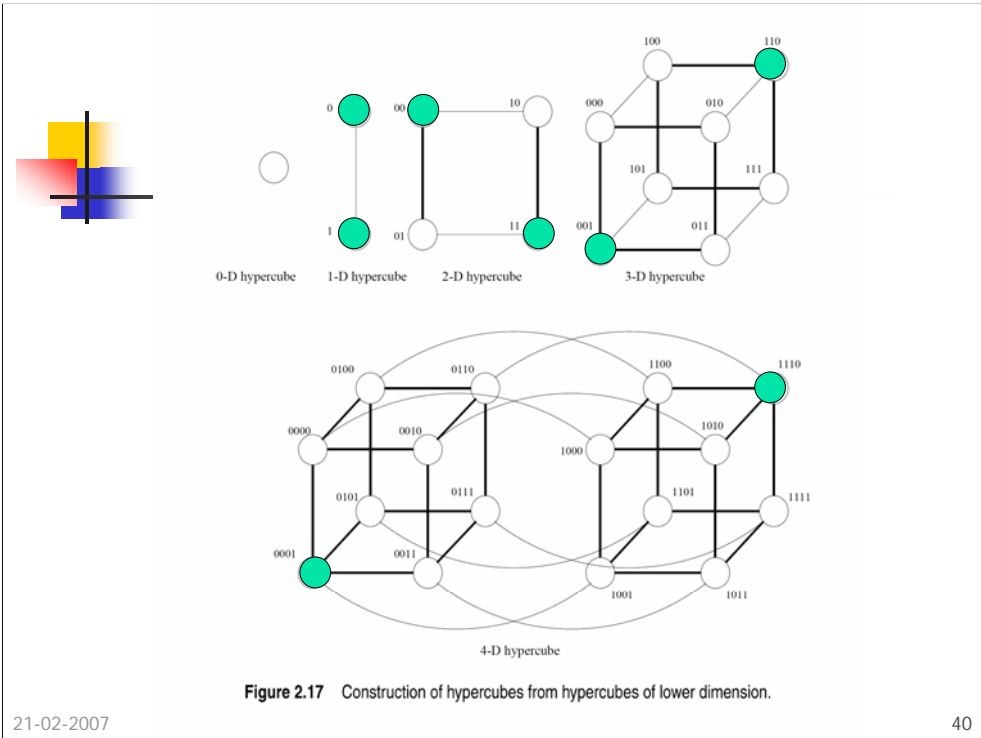 100 110
0 00 10
000 010
101 111
1 01 11 001 011
0-D hypercube 1-D hypercube 2-D hypercube 3-D hypercube
0100 0110 1100 1110
0000 0010 1000 1010
0101 0111 1101 1111
0001 0011 1001 1011
4-D hypercube
Figure 2.17 Construction of hypercubes from hypercubes of lower dimension.
21-02-2007 40